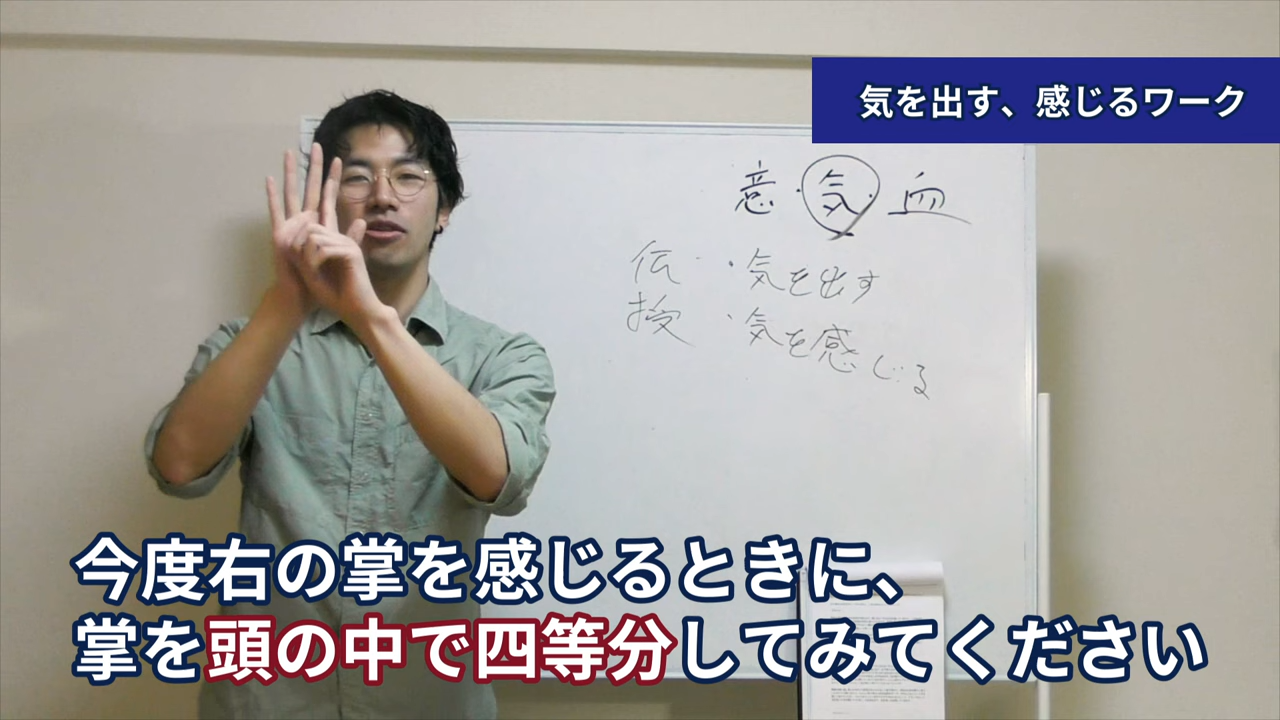 気を出す、感じるワーク
意・気・血
伝・気を出す
授・気を感じる
今度右の掌を感じるときに、
掌を頭の中で四等分してみてください